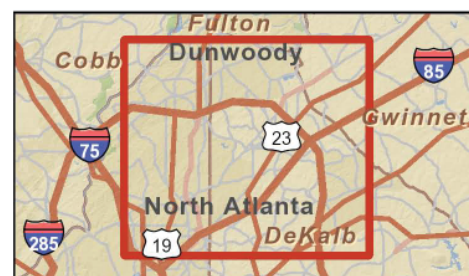 Fulton
Dunwoody
Cobb
85
Gwinnet
23
75
North Atlanta
DeKalb
19
285